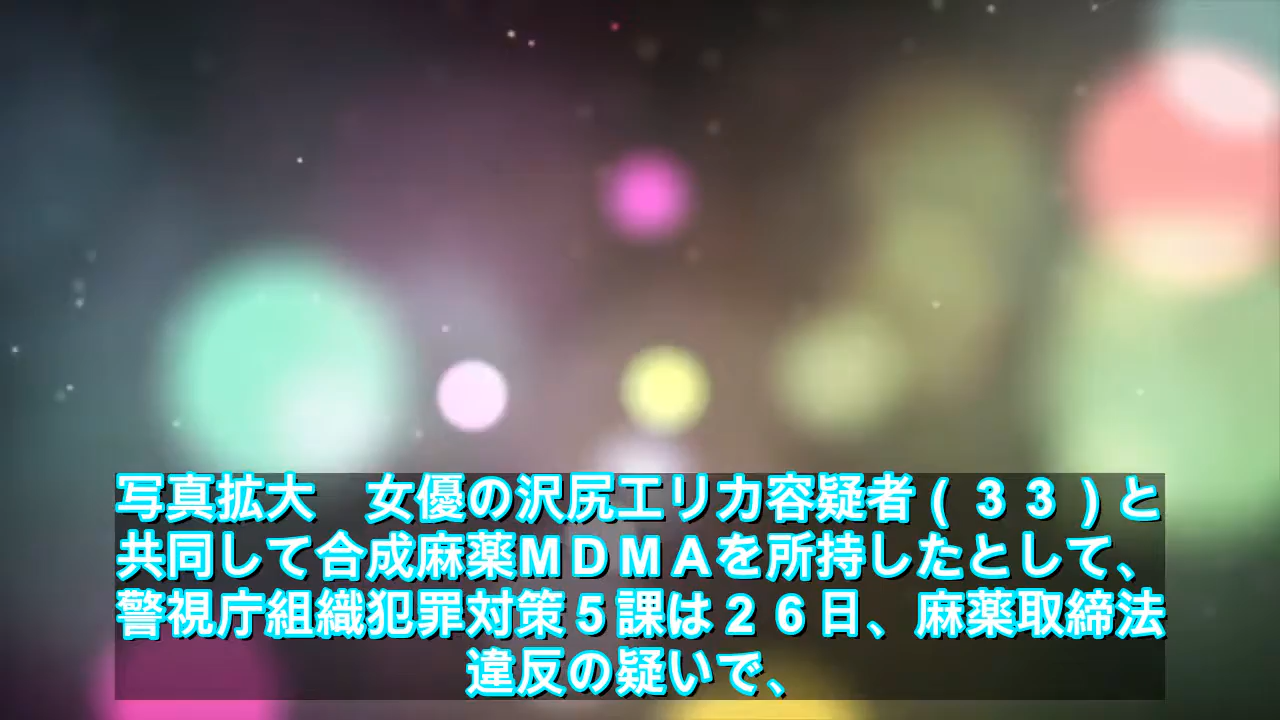 写真拡大　女優の沢尻エリカ容疑者（３３）と
共同して合成麻薬ＭＤＭＡを所持したとして、
警視庁組織犯罪対策５課は２６日、麻薬取締法
違反の疑いで、